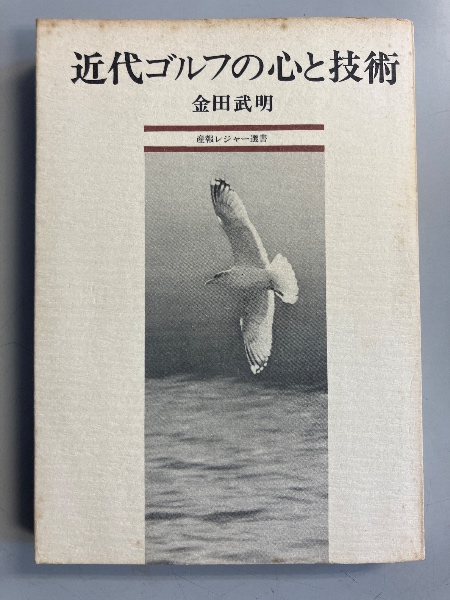 近代ゴルフの心と技術
金田武明
産報レジャー選書